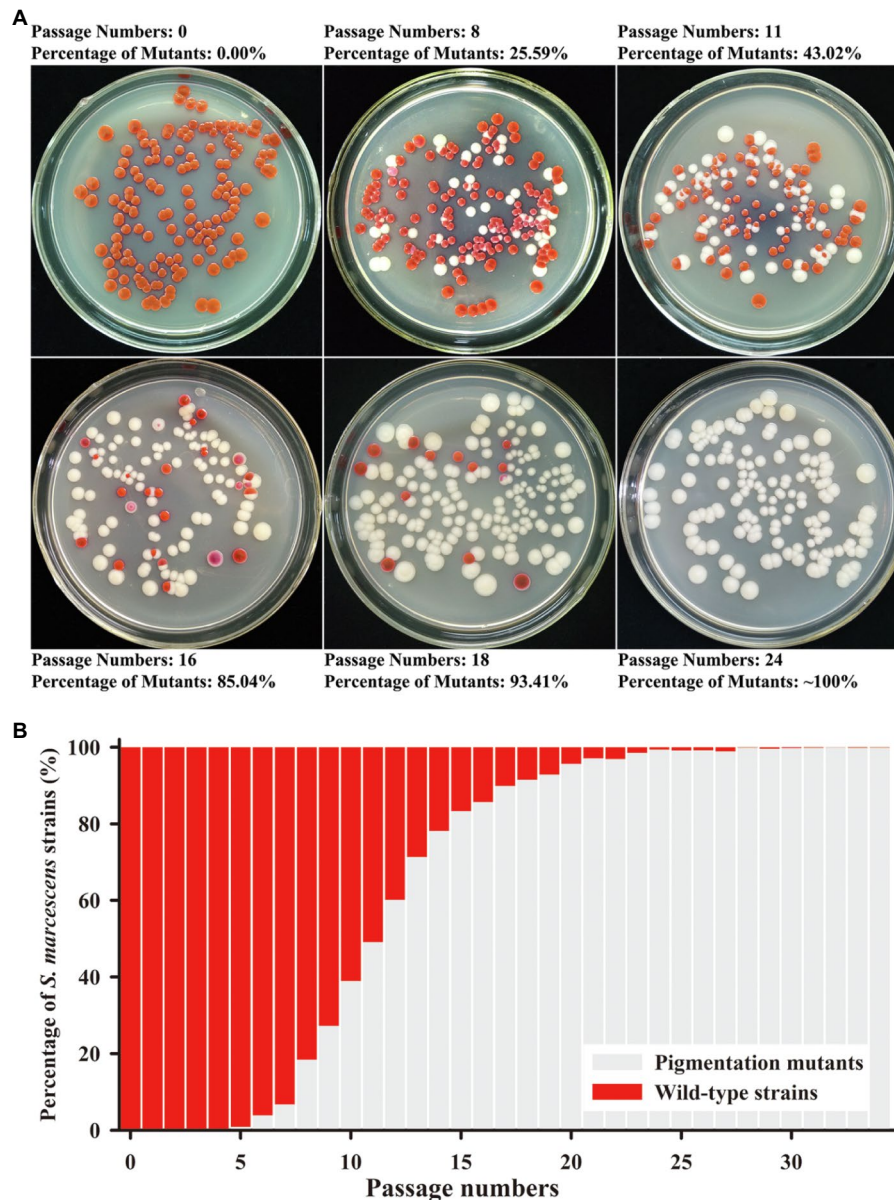 A
Passage Numbers: 0
Percentage of Mutants: 0.00%
Passage Numbers: 8
Percentage of Mutants: 25.59%
Passage Numbers: 11
Percentage of Mutants: 43.02%
Passage Numbers: 16
Percentage of Mutants: 85.04%
Passage Numbers: 18
Percentage of Mutants: 93.41%
Passage Numbers: 24
Percentage of Mutants: ~100%
B
Percentage of S. marcescens strains (%)
100
80
60
40
20
0
Pigmentation mutants
Wild-type strains
0 5 10 15 20 25 30
Passage numbers